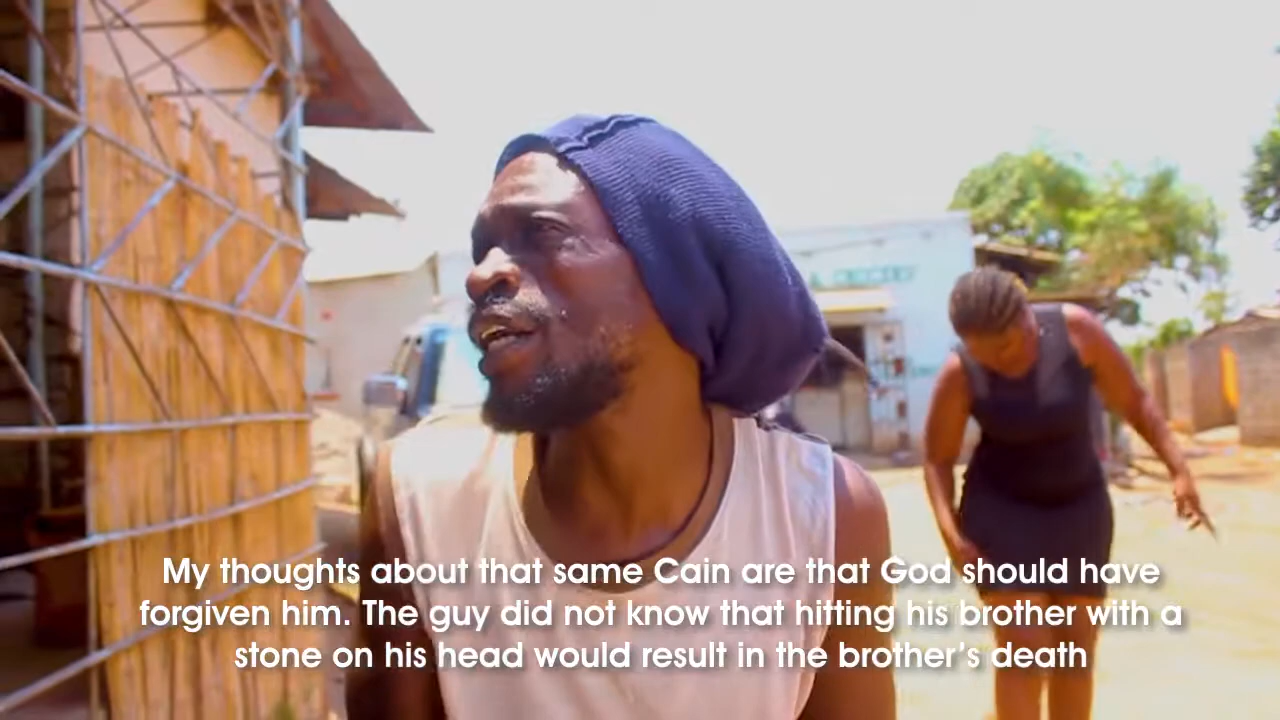 My thoughts about that same Cain are that God should have
forgiven him. The guy did not know that hitting his brother with a
stone on his head would result in the brother's death